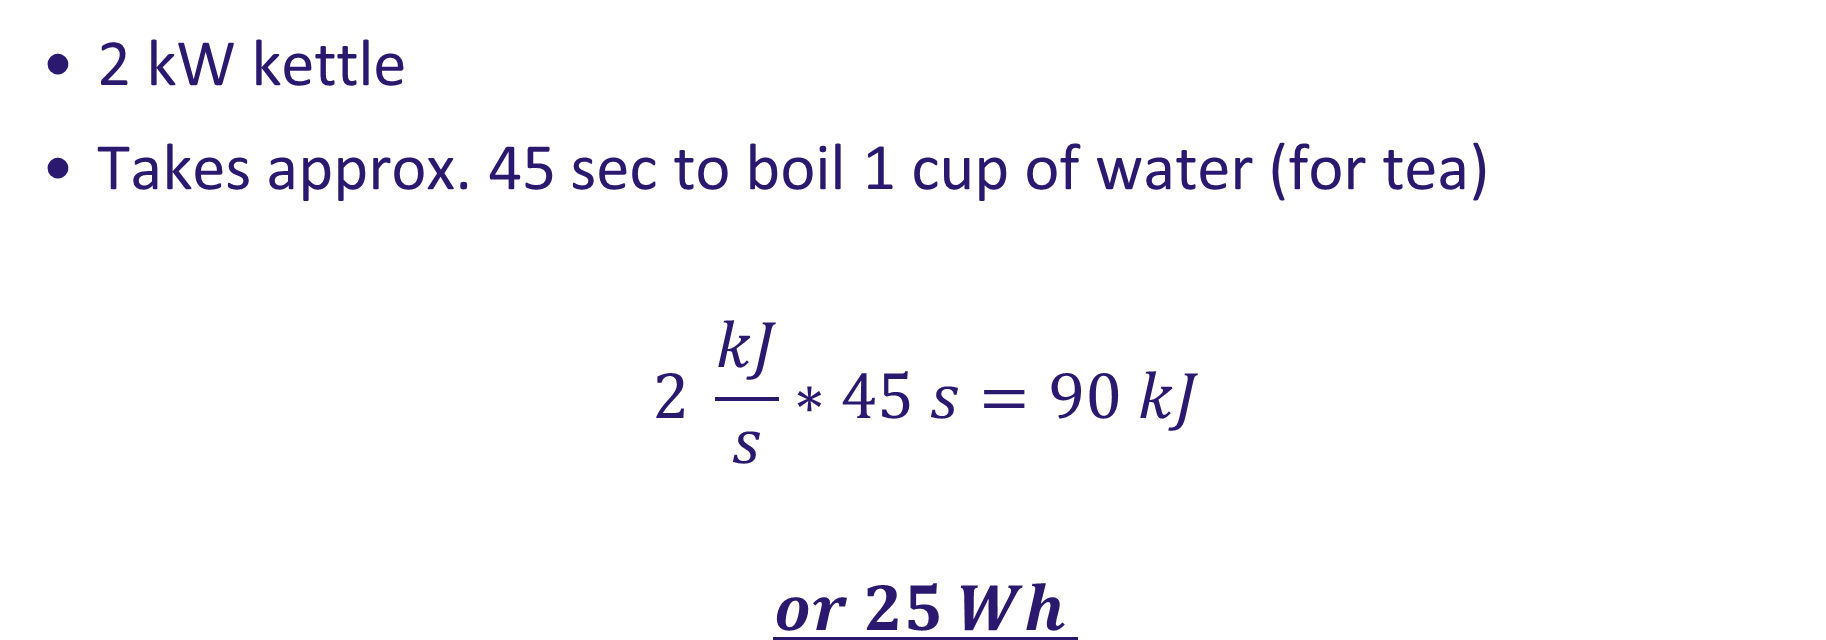 • 2 kW kettle
• Takes approx. 45 sec to boil 1 cup of water (for tea)
2 kJ/s * 45 s = 90 kJ
or 25 Wh